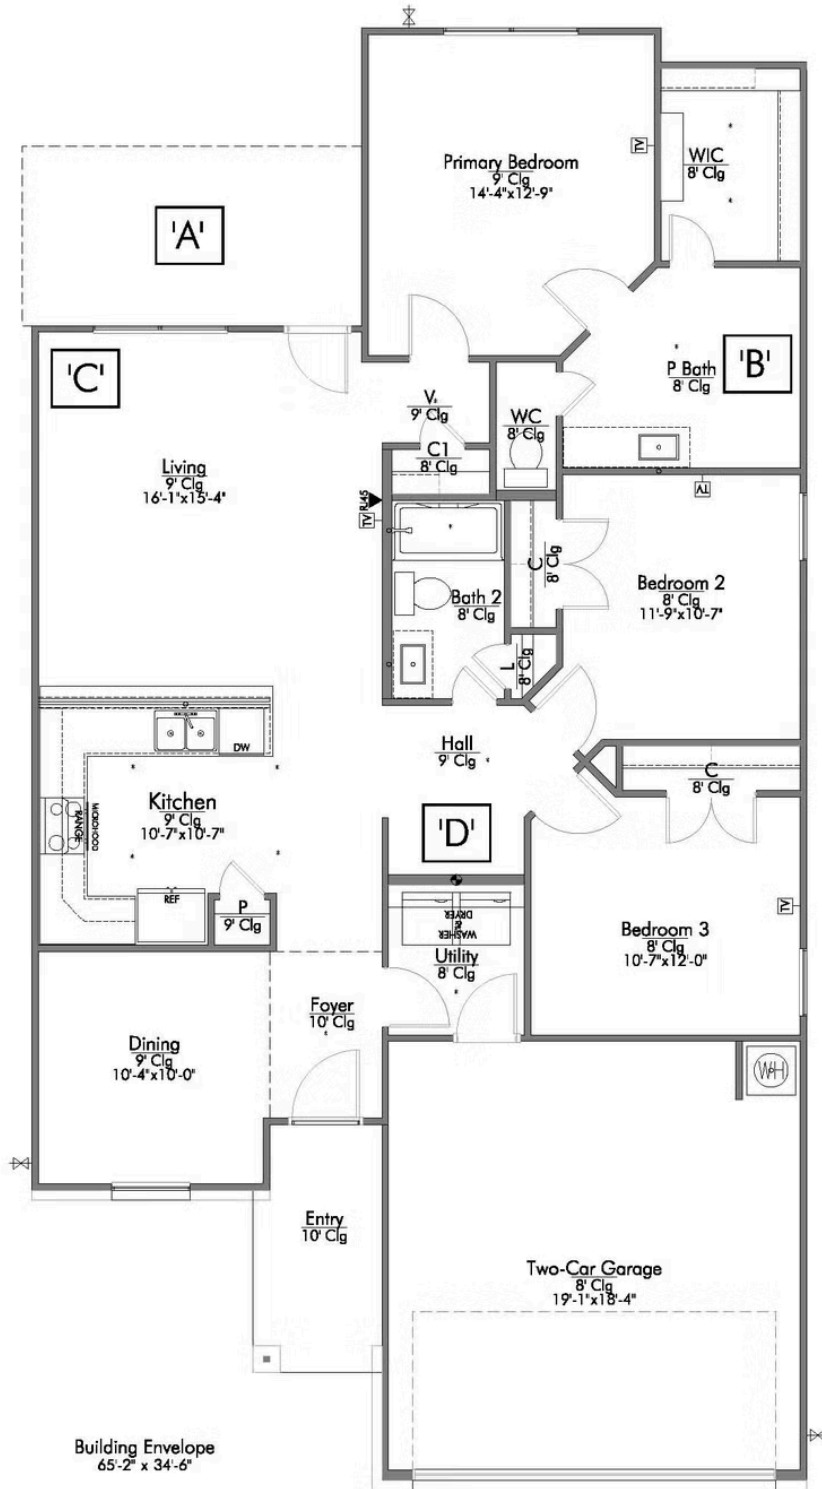 Primary Bedroom
9' Clg
14'-4"x12'-9"
TV
WIC
8' Clg
'A'
'B'
P Bath
8' Clg
'C'
V.
9' Clg
WC
8' Clg
C1
8' Clg
Living
9' Clg
16'-1"x15'-4"
RJ45
TV
TV
C
8' Clg
Bedroom 2
8' Clg
11'-9"x10'-7"
Bath 2
8' Clg
L
8' Clg
DW
Hall
9' Clg
C
8' Clg
Kitchen
9' Clg
10'-7"x10'-7"
RANGE
MICROHOOD
'D'
REF
P
9' Clg
DRYER
WASHER
Utility
8' Clg
TV
Bedroom 3
8' Clg
10'-7"x12'-0"
Foyer
10' Clg
Dining
9' Clg
10'-4"x10'-0"
WH
Entry
10' Clg
Two-Car Garage
8' Clg
19'-1"x18'-4"
Building Envelope
65'-2" x 34'-6"